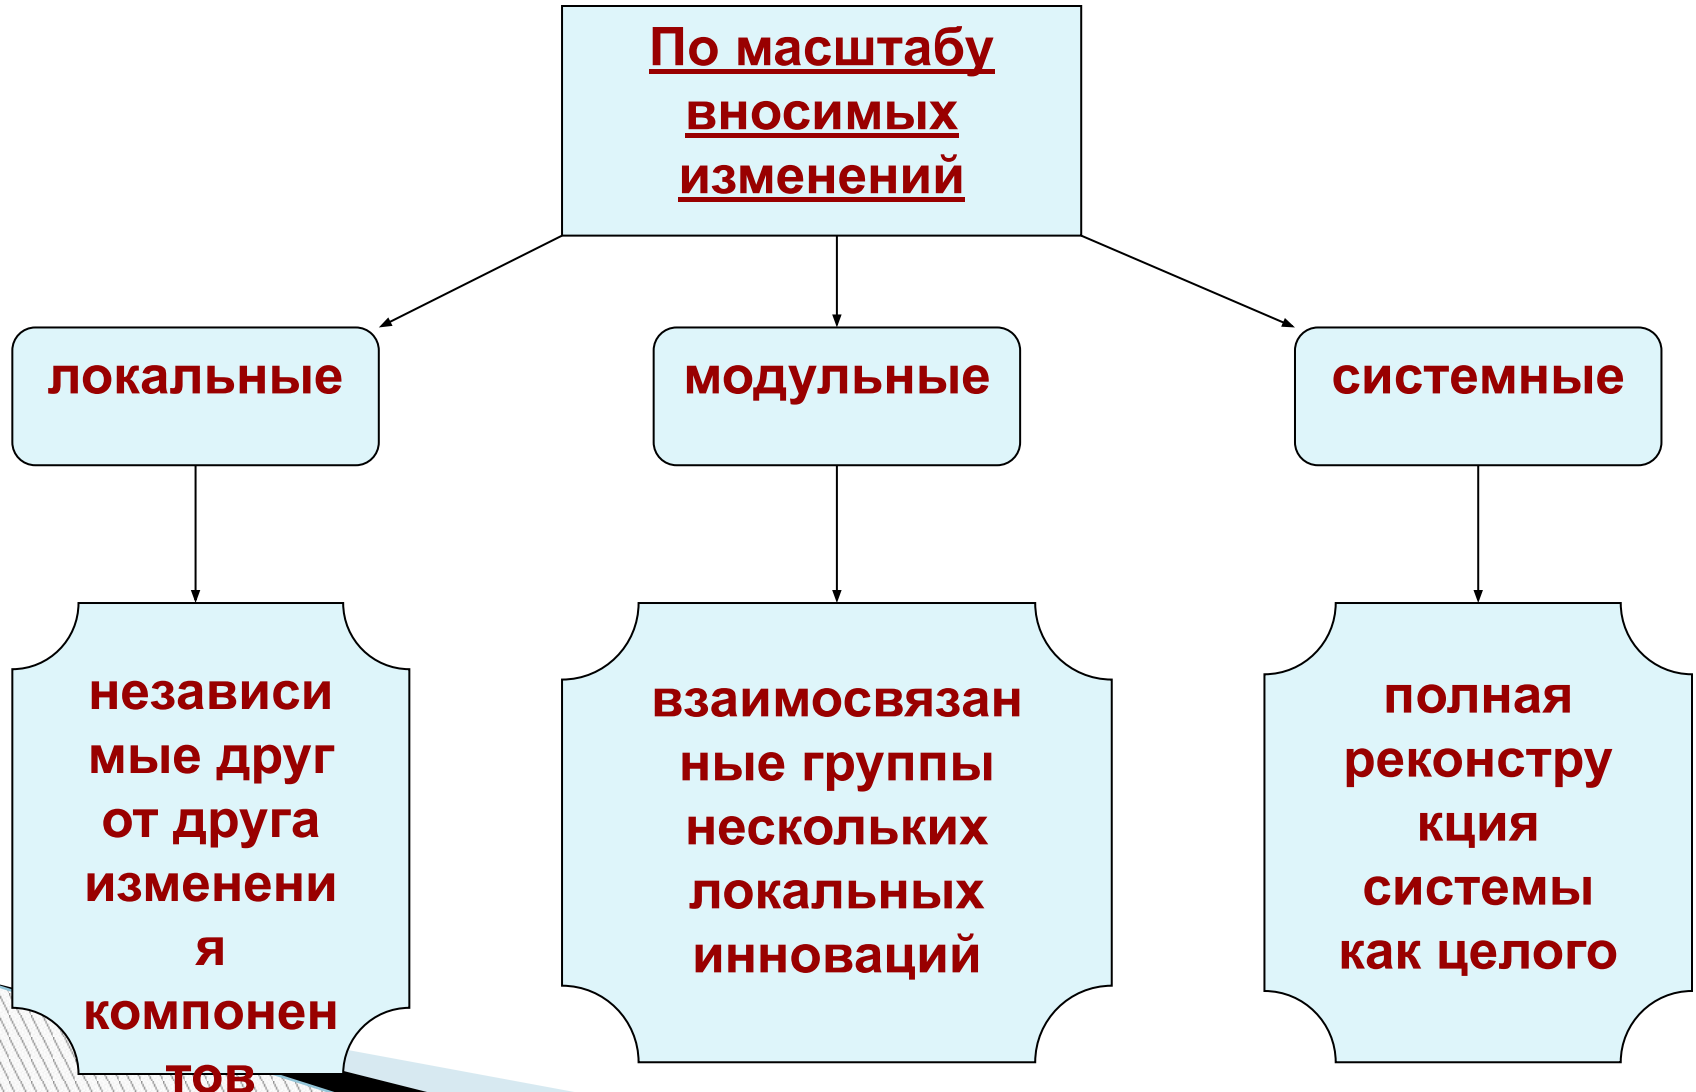 По масштабу
вносимых
изменений
локальные
модульные
системные
независи
мые друг
от друга
изменени
я
компонен
тов
взаимосвязан
ные группы
нескольких
локальных
инноваций
полная
реконстру
кция
системы
как целого